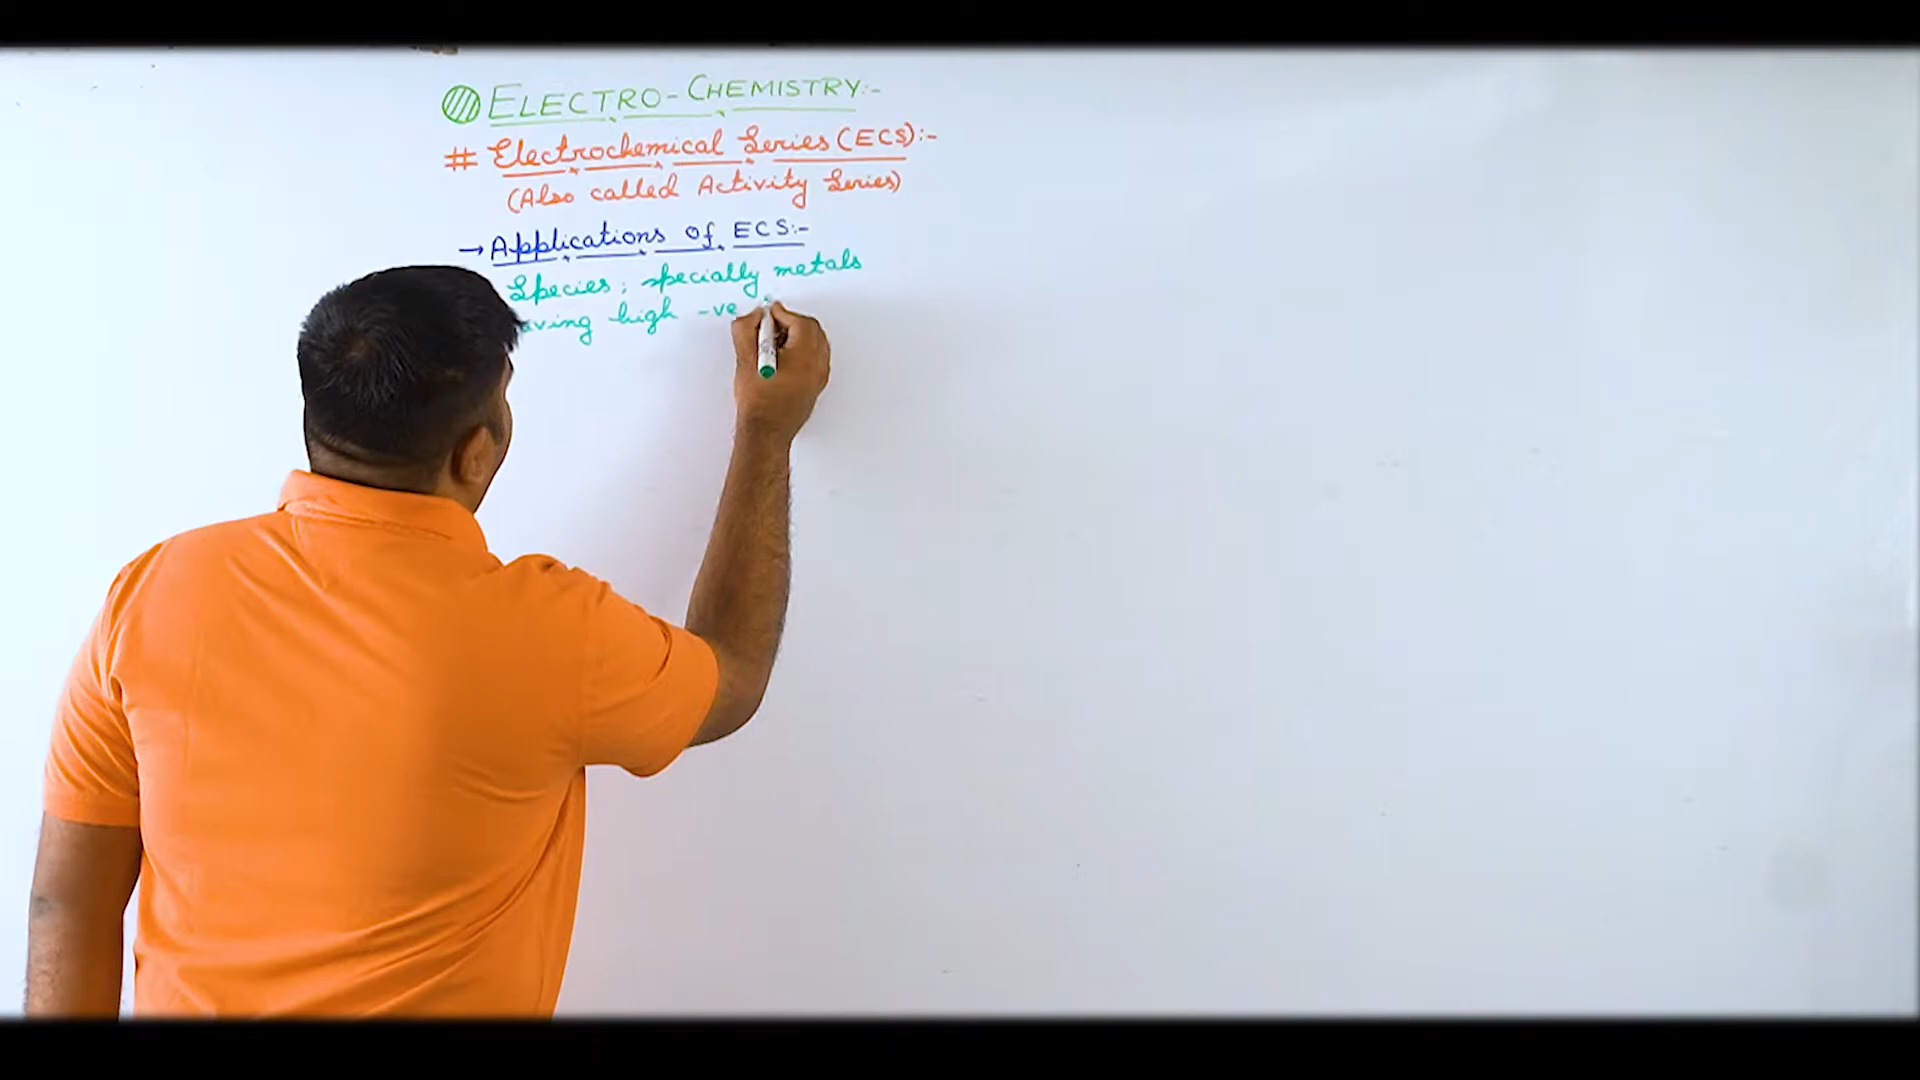 ELECTRO-CHEMISTRY:-
# Electrochemical Series (ECS):-
(Also called Activity Series)
→ Applications of ECS:-
Species; specially metals
aving high -ve